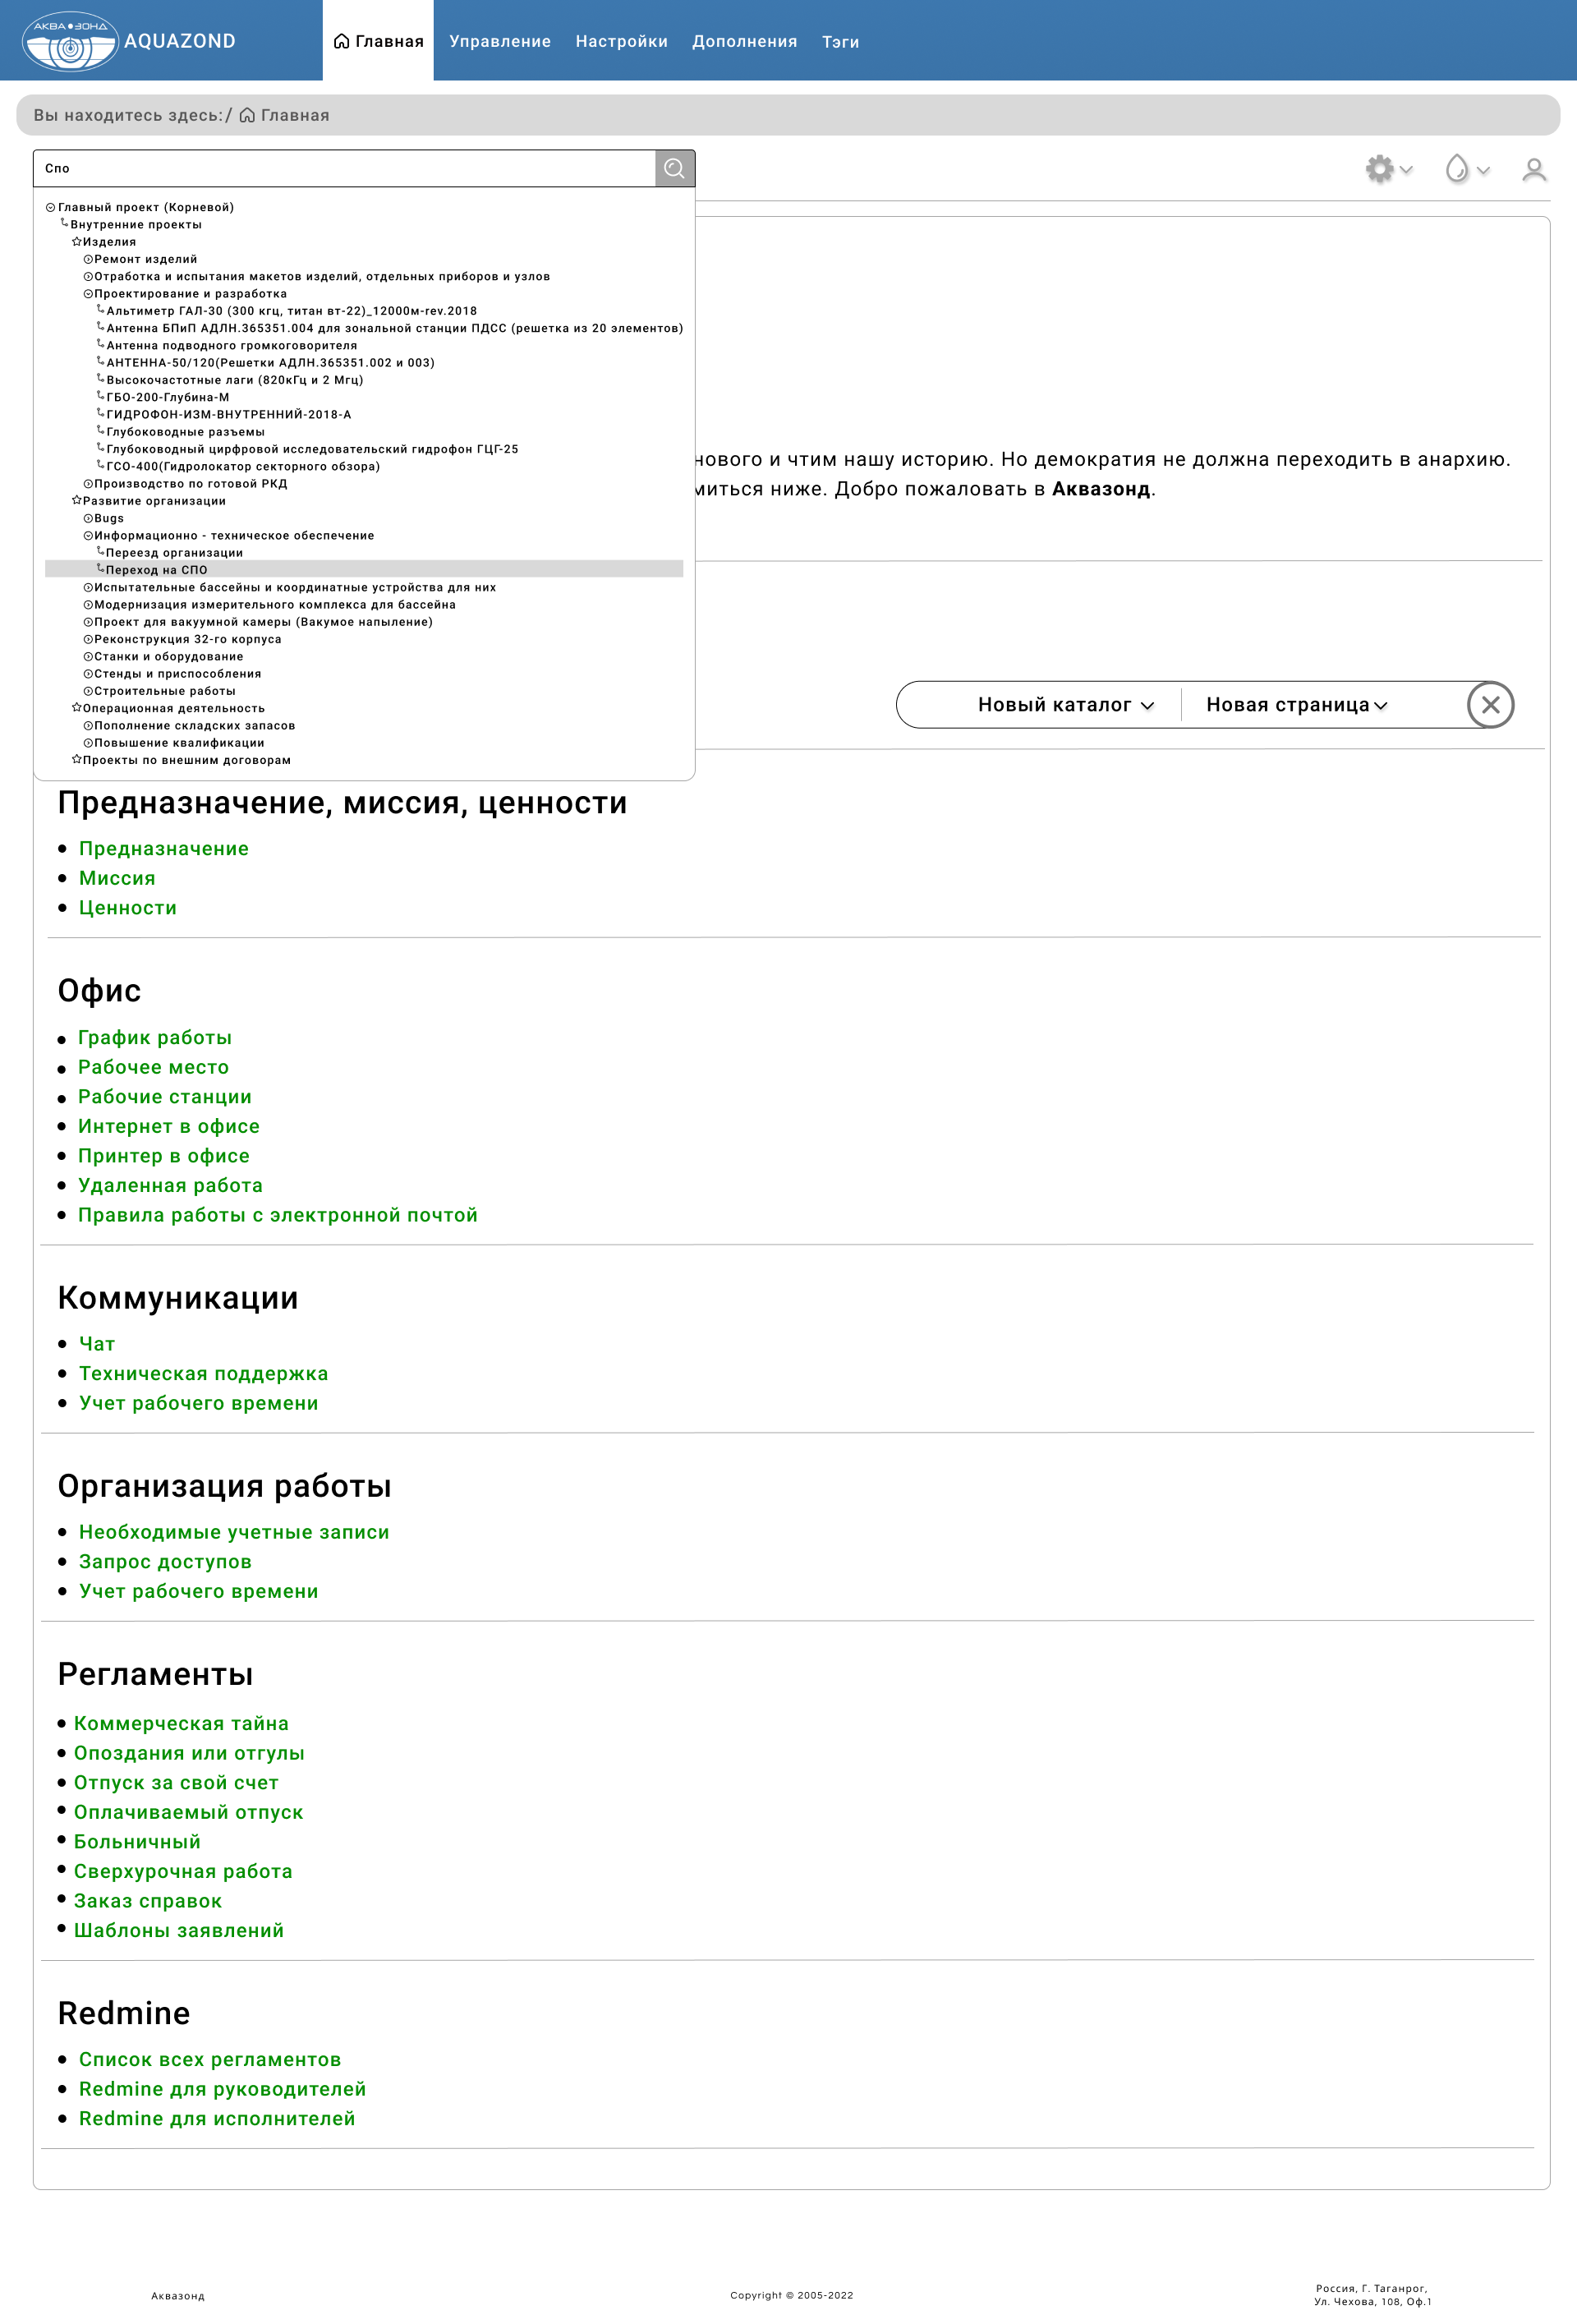 АКВА ЗОНД
AQUAZOND
Главная
Управление
Настройки
Дополнения
Тэги
Вы находитесь здесь:/ Главная
Спо
Главный проект (Корневой)
Внутренние проекты
Изделия
Ремонт изделий
Отработка и испытания макетов изделий, отдельных приборов и узлов
Проектирование и разработка
Альтиметр ГАЛ-30 (300 кгц, титан вт-22)_12000м-rev.2018
Антенна БПиП АДЛН.365351.004 для зональной станции ПДСС (решетка из 20 элементов)
Антенна подводного громкоговорителя
АНТЕННА-50/120(Решетки АДЛН.365351.002 и 003)
Высокочастотные лаги (820кГц и 2 Мгц)
ГБО-200-Глубина-М
ГИДРОФОН-ИЗМ-ВНУТРЕННИЙ-2018-А
Глубоководные разъемы
Глубоководный цирфровой исследовательский гидрофон ГЦГ-25
ГСО-400(Гидролокатор секторного обзора)
Производство по готовой РКД
Развитие организации
Bugs
Информационно - техническое обеспечение
Переезд организации
Переход на СПО
Испытательные бассейны и координатные устройства для них
Модернизация измерительного комплекса для бассейна
Проект для вакуумной камеры (Вакумое напыление)
Реконструкция 32-го корпуса
Станки и оборудование
Стенды и приспособления
Строительные работы
Операционная деятельность
Пополнение складских запасов
Повышение квалификации
Проекты по внешним договорам
нового и чтим нашу историю. Но демократия не должна переходить в анархию.
миться ниже. Добро пожаловать в Аквазонд.
Новый каталог
Новая страница
Предназначение, миссия, ценности
Предназначение
Миссия
Ценности
Офис
График работы
Рабочее место
Рабочие станции
Интернет в офисе
Принтер в офисе
Удаленная работа
Правила работы с электронной почтой
Коммуникации
Чат
Техническая поддержка
Учет рабочего времени
Организация работы
Необходимые учетные записи
Запрос доступов
Учет рабочего времени
Регламенты
Коммерческая тайна
Опоздания или отгулы
Отпуск за свой счет
Оплачиваемый отпуск
Больничный
Сверхурочная работа
Заказ справок
Шаблоны заявлений
Redmine
Список всех регламентов
Redmine для руководителей
Redmine для исполнителей
Аквазонд
Copyright © 2005-2022
Россия, Г. Таганрог,
Ул. Чехова, 108, Оф.1